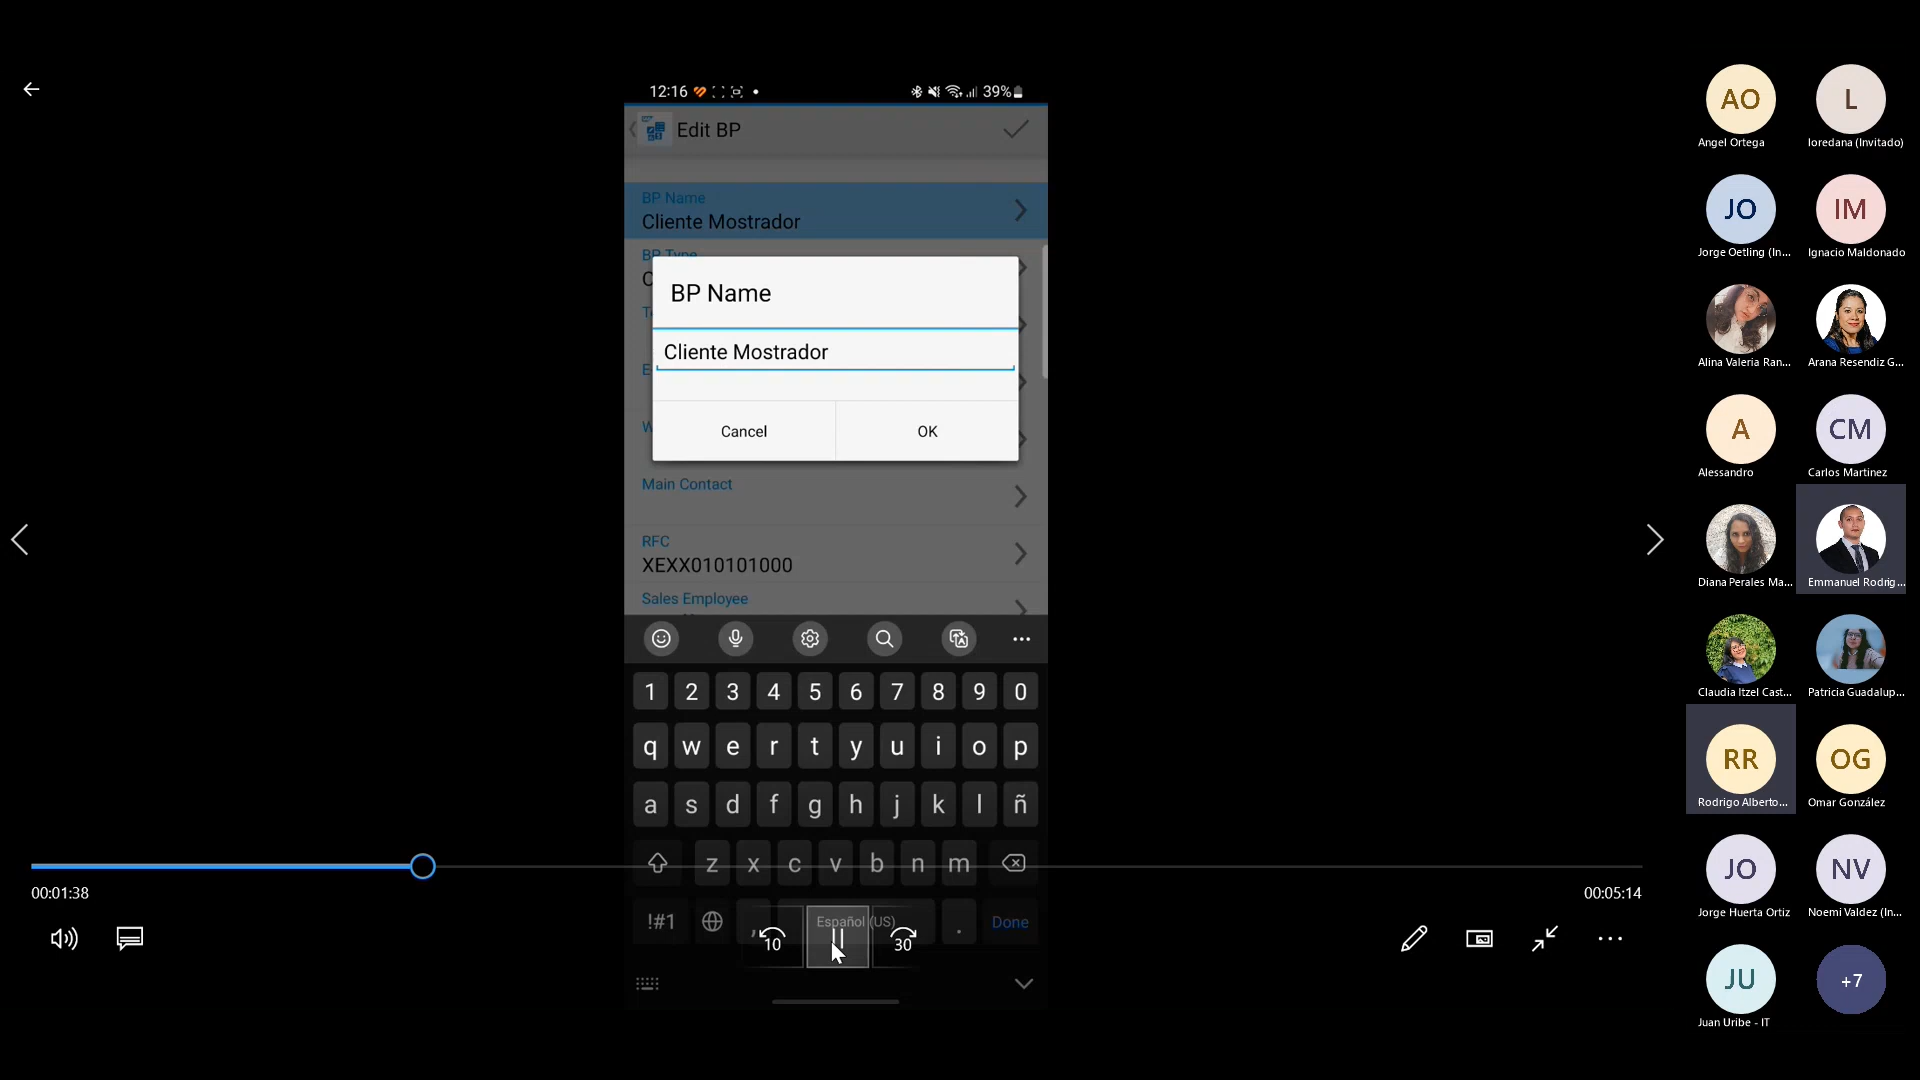 12:16
39%
Edit BP
BP Name
Cliente Mostrador
BP Type
BP Name
Cliente Mostrador
Cancel
OK
Main Contact
RFC
XEXX010101000
Sales Employee
1 2 3 4 5 6 7 8 9 0
q w e r t y u i o p
a s d f g h j k l ñ
z x c v b n m
!#1 , Español (US) . Done
10
30
00:01:38
00:05:14
AO
Angel Ortega
L
loredana (Invitado)
JO
Jorge Oetling (In...
IM
Ignacio Maldonado
Alina Valeria Ran...
Arana Resendiz G...
A
Alessandro
CM
Carlos Martinez
Diana Perales Ma...
Emmanuel Rodrig...
Claudia Itzel Cast...
Patricia Guadalup...
RR
Rodrigo Alberto...
OG
Omar González
JO
Jorge Huerta Ortiz
NV
Noemí Valdez (In...
JU
Juan Uribe - IT
+7